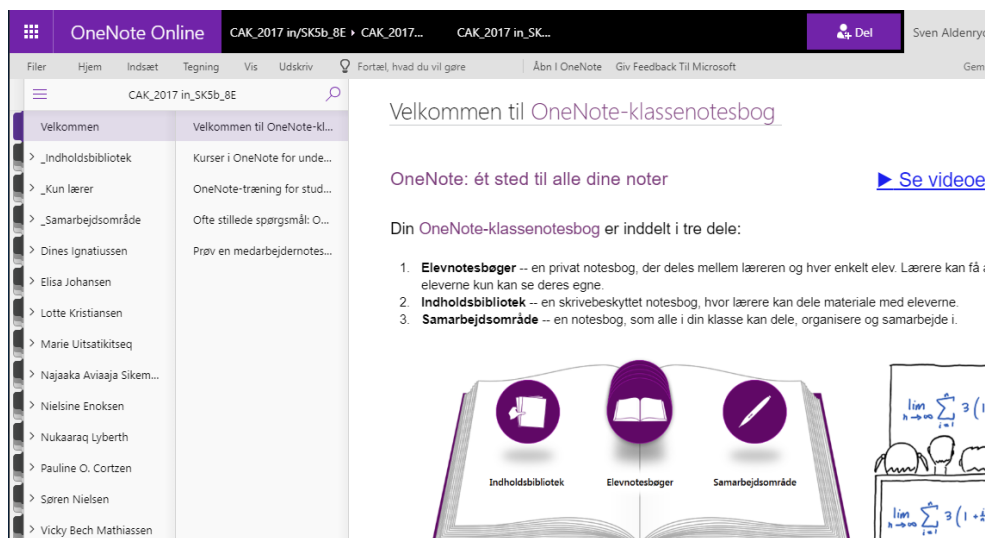 OneNote Online
CAK_2017 in/SK5b_8E ▸ CAK_2017...
CAK_2017 in_SK...
Del
Sven
Filer Hjem Indsæt Tegning Vis Udskriv Fortæl, hvad du vil gøre Åbn I OneNote Giv Feedback Til Microsoft
CAK_2017 in_SK5b_8E
Velkommen
> _Indholdsbibliotek
> _Kun lærer
> _Samarbejdsområde
> Dines Ignatiussen
> Elisa Johansen
> Lotte Kristiansen
> Marie Uitsatikitseq
> Najaaka Aviaaja Sikem...
> Nielsine Enoksen
> Nukaaraq Lyberth
> Pauline O. Cortzen
> Søren Nielsen
> Vicky Bech Mathiassen
Velkommen til OneNote-kl...
Kurser i OneNote for unde...
OneNote-træning for stud...
Ofte stillede spørgsmål: O...
Prøv en medarbejdernotes...
Velkommen til OneNote-klassenotesbog
OneNote: ét sted til alle dine noter
► Se
Din OneNote-klassenotesbog er inddelt i tre dele:
1. Elevnotesbøger -- en privat notesbog, der deles mellem læreren og hver enkelt elev. Lærere kan få
eleverne kun kan se deres egne.
2. Indholdsbibliotek -- en skrivebeskyttet notesbog, hvor lærere kan dele materiale med eleverne.
3. Samarbejdsområde -- en notesbog, som alle i din klasse kan dele, organisere og samarbejde i.
Indholdsbibliotek
Elevnotesbøger
Samarbejdsområde